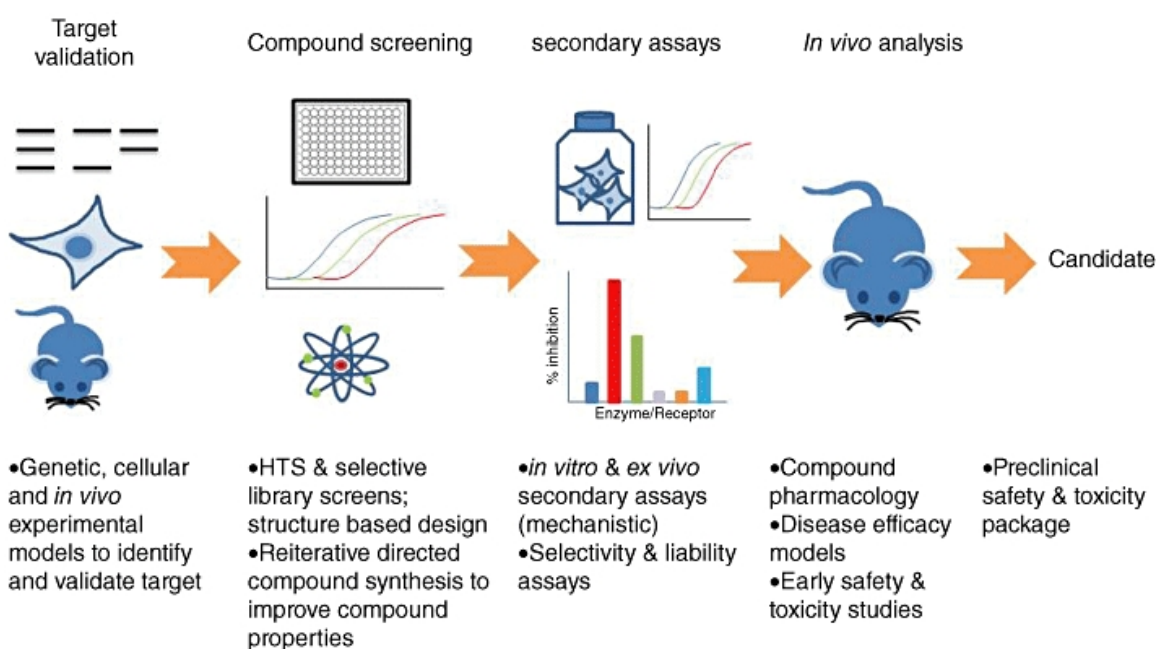 Target
validation
Compound screening
secondary assays
In vivo analysis
Candidate
% inhibition
Enzyme/Receptor
•Genetic, cellular
and in vivo
experimental
models to identify
and validate target
•HTS & selective
library screens;
structure based design
•Reiterative directed
compound synthesis to
improve compound
properties
•in vitro & ex vivo
secondary assays
(mechanistic)
•Selectivity & liability
assays
•Compound
pharmacology
•Disease efficacy
models
•Early safety &
toxicity studies
•Preclinical
safety & toxicity
package